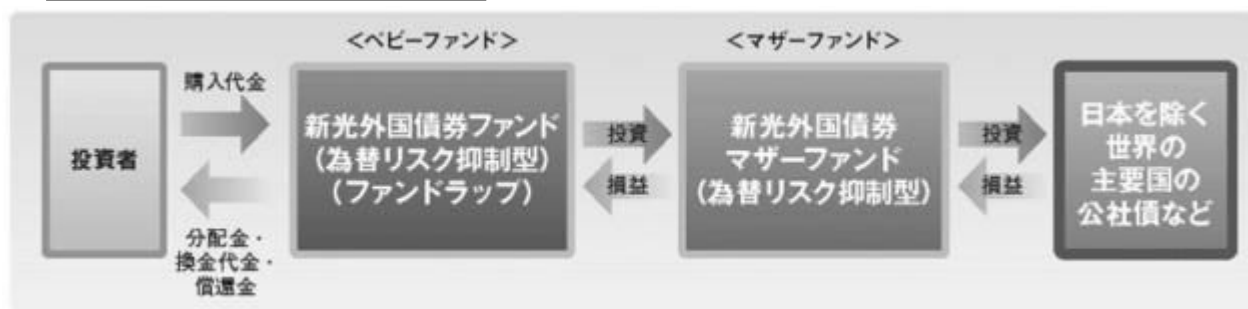 <ベビーファンド>
<マザーファンド>
投資者
購入代金
分配金・
換金代金・
償還金
新光外国債券ファンド
(為替リスク抑制型)
(ファンドラップ)
投資
損益
新光外国債券
マザーファンド
(為替リスク抑制型)
投資
損益
日本を除く
世界の
主要国の
公社債など